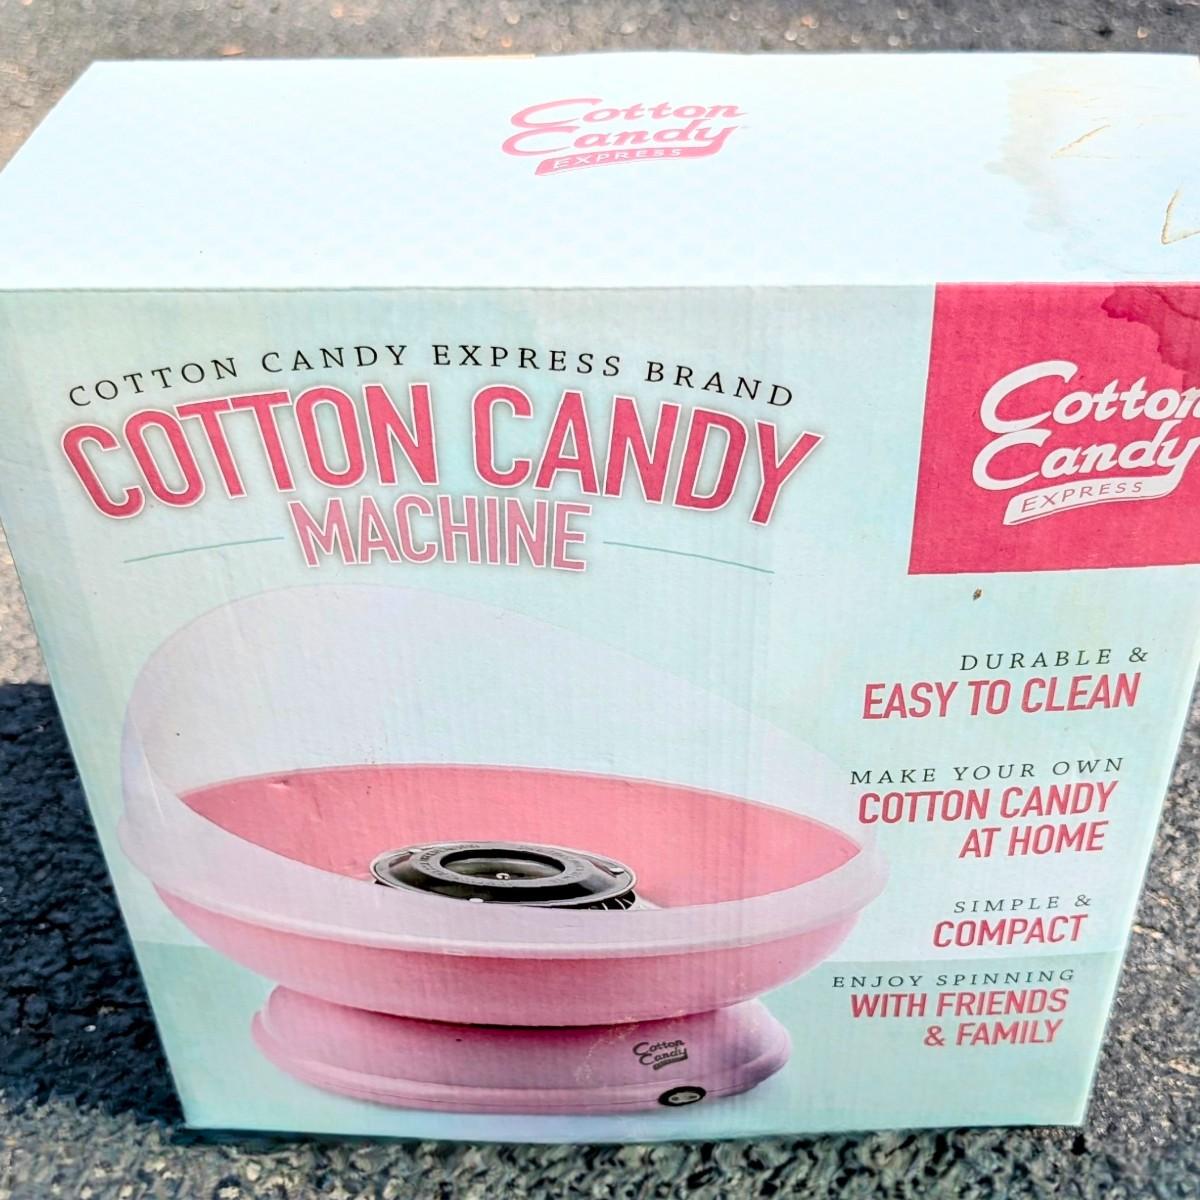 Cotton
Candy
EXPRESS
COTTON CANDY EXPRESS BRAND
COTTON CANDY
MACHINE
Cotton
Candy
EXPRESS
DURABLE &
EASY TO CLEAN
MAKE YOUR OWN
COTTON CANDY
AT HOME
SIMPLE &
COMPACT
ENJOY SPINNING
WITH FRIENDS
& FAMILY
Cotton
Candy